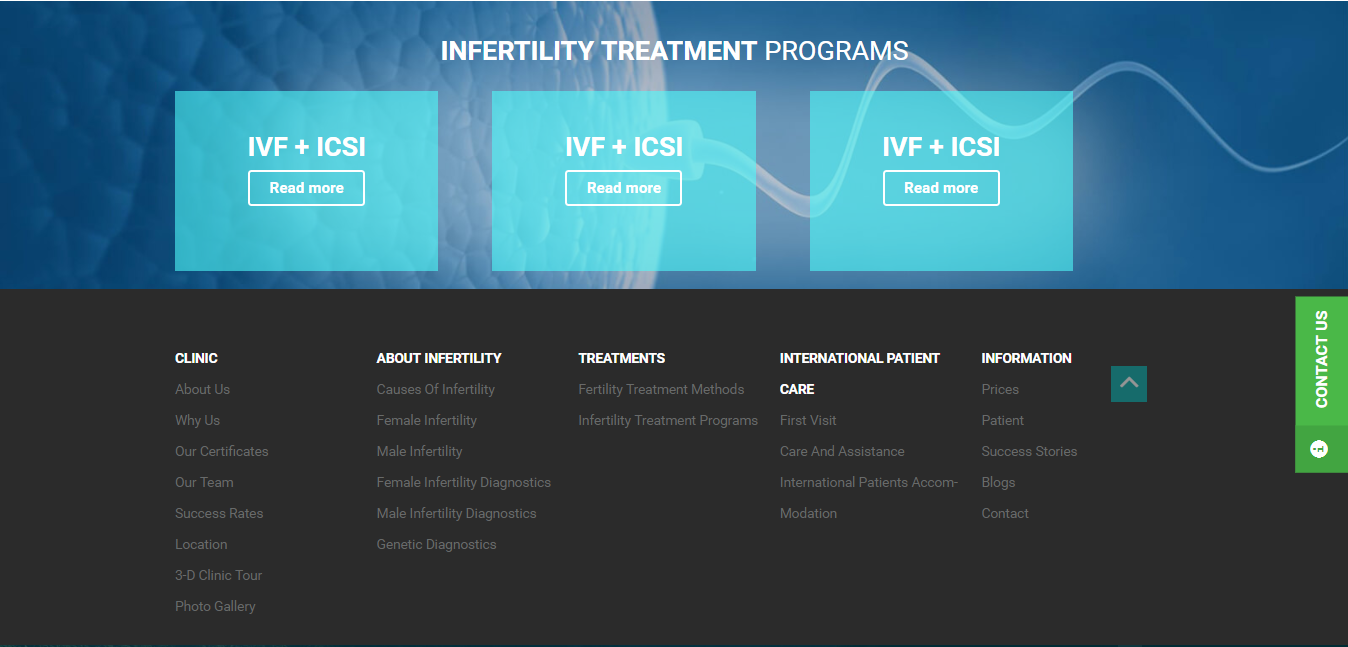 INFERTILITY TREATMENT PROGRAMS
IVF + ICSI
Read more
IVF + ICSI
Read more
IVF + ICSI
Read more
CLINIC
About Us
Why Us
Our Certificates
Our Team
Success Rates
Location
3-D Clinic Tour
Photo Gallery
ABOUT INFERTILITY
Causes Of Infertility
Female Infertility
Male Infertility
Female Infertility Diagnostics
Male Infertility Diagnostics
Genetic Diagnostics
TREATMENTS
Fertility Treatment Methods
Infertility Treatment Programs
INTERNATIONAL PATIENT
CARE
First Visit
Care And Assistance
International Patients Accom-
Modation
INFORMATION
Prices
Patient
Success Stories
Blogs
Contact
CONTACT US